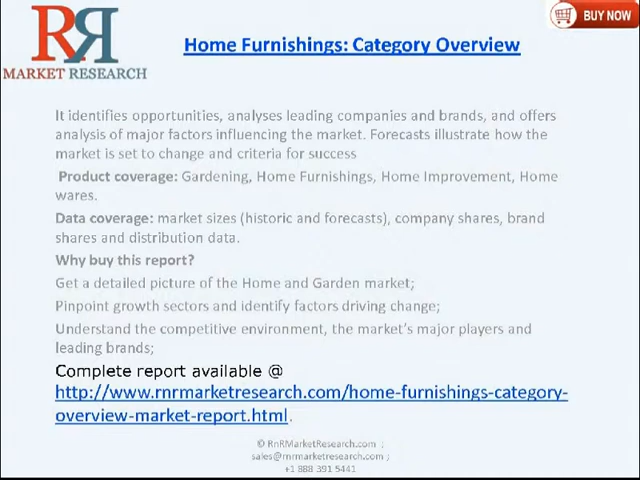 RR
MARKET RESEARCH
BUY NOW
Home Furnishings: Category Overview
It identifies opportunities, analyses leading companies and brands, and offers
analysis of major factors influencing the market. Forecasts illustrate how the
market is set to change and criteria for success
Product coverage: Gardening, Home Furnishings, Home Improvement, Home
wares.
Data coverage: market sizes (historic and forecasts), company shares, brand
shares and distribution data.
Why buy this report?
Get a detailed picture of the Home and Garden market;
Pinpoint growth sectors and identify factors driving change;
Understand the competitive environment, the market's major players and
leading brands;
Complete report available @
http://www.rnrmarketresearch.com/home-furnishings-category-
overview-market-report.html.
© RnRMarketResearch.com ;
sales@rnrmarketresearch.com ;
+1 888 391 5441